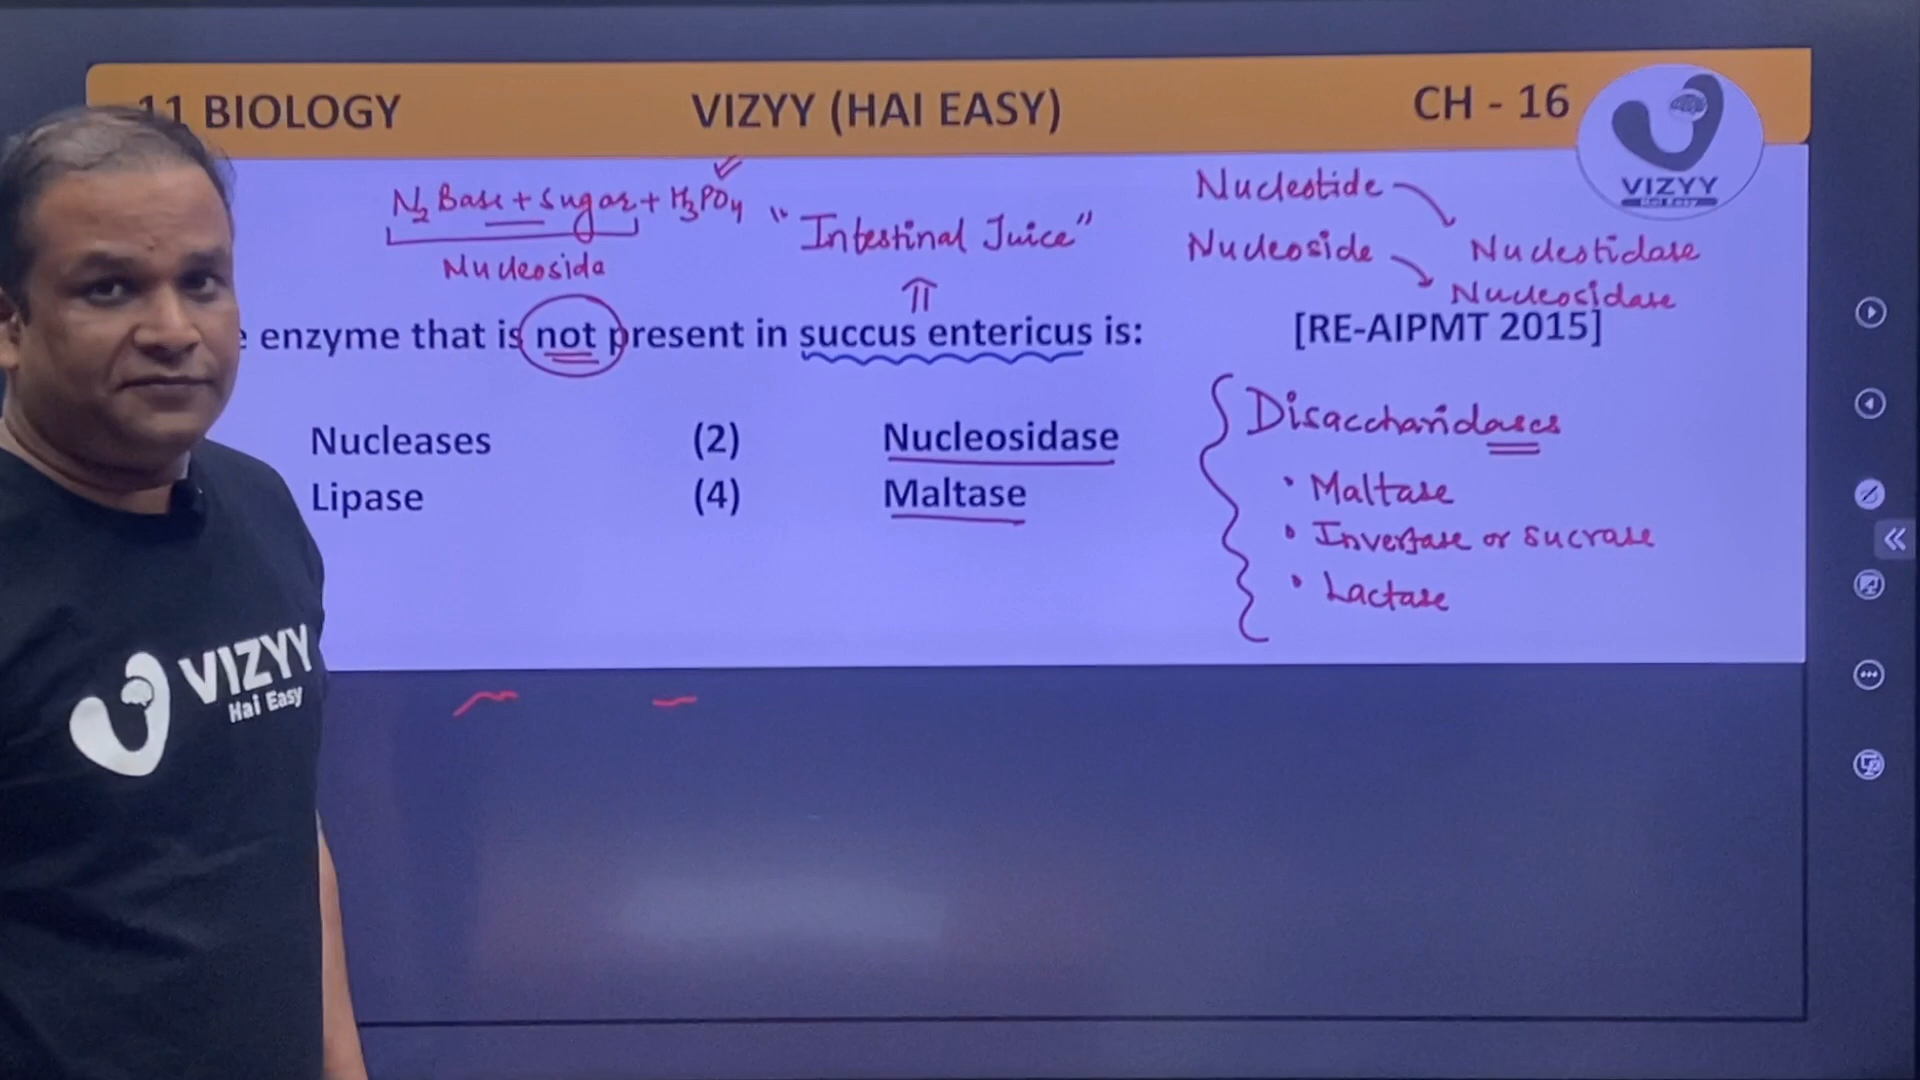 11 BIOLOGY VIZYY (HAI EASY) CH - 16
VIZYY
Hai Easy
N2 Base + Sugar + H3PO4
Nucleosida
"Intestinal Juice"
Nucleotide
Nucleoside
Nucleotidase
Nucleosidase
enzyme that is not present in succus entericus is: [RE-AIPMT 2015]
Nucleases (2) Nucleosidase
Lipase (4) Maltase
Disaccharidases
• Maltase
• Invertase or sucrase
• Lactase
VIZYY
Hai Easy